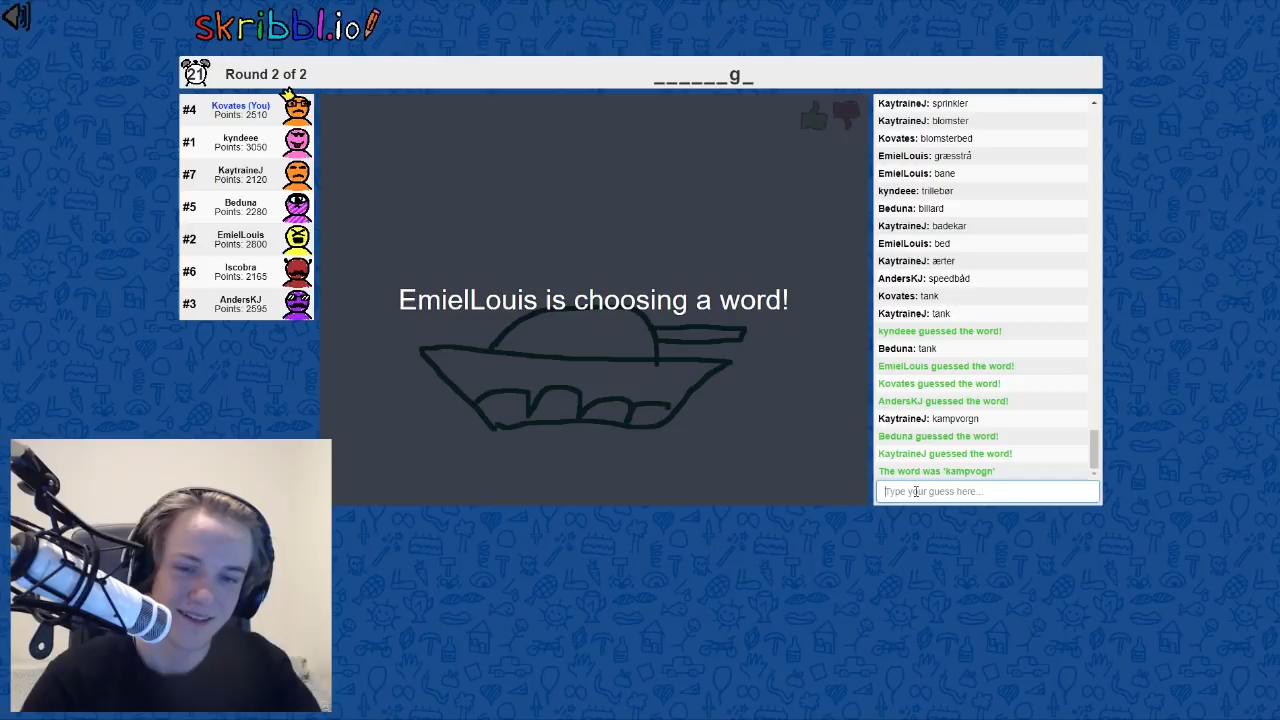 skribbl.io
21
Round 2 of 2
______g_
#4
Kovates (You)
Points: 2510
#1
kyndeee
Points: 3050
#7
KaytraineJ
Points: 2120
#5
Beduna
Points: 2280
#2
EmielLouis
Points: 2800
#6
Iscobra
Points: 2165
#3
AndersKJ
Points: 2595
EmielLouis is choosing a word!
KaytraineJ: sprinkler
KaytraineJ: blomster
Kovates: blomsterbed
EmielLouis: græsstrå
EmielLouis: bane
kyndeee: trillebør
Beduna: billard
KaytraineJ: badekar
EmielLouis: bed
KaytraineJ: ærter
AndersKJ: speedbåd
Kovates: tank
KaytraineJ: tank
kyndeee guessed the word!
Beduna: tank
EmielLouis guessed the word!
Kovates guessed the word!
AndersKJ guessed the word!
KaytraineJ: kampvorgn
Beduna guessed the word!
KaytraineJ guessed the word!
The word was 'kampvogn'
Type your guess here...